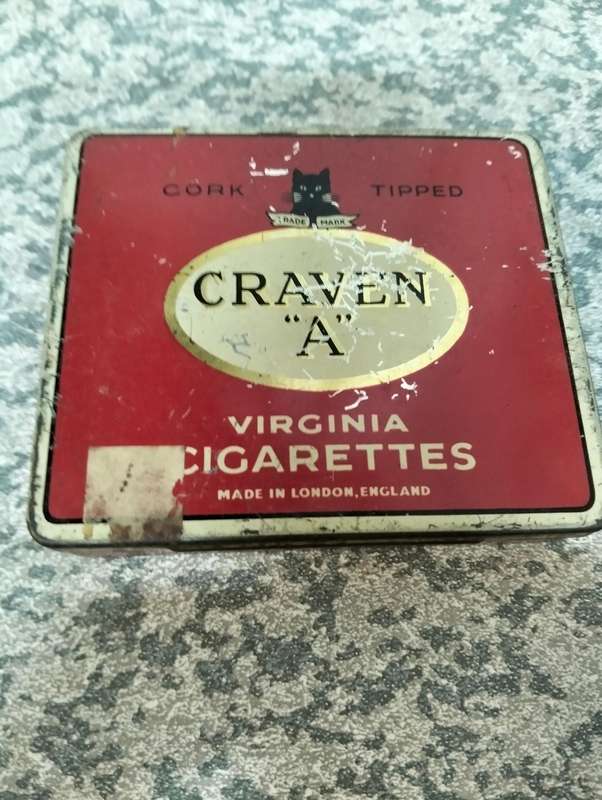 CORK TIPPED
TRADE MARK
CRAVEN
"A"
VIRGINIA
CIGARETTES
MADE IN LONDON, ENGLAND